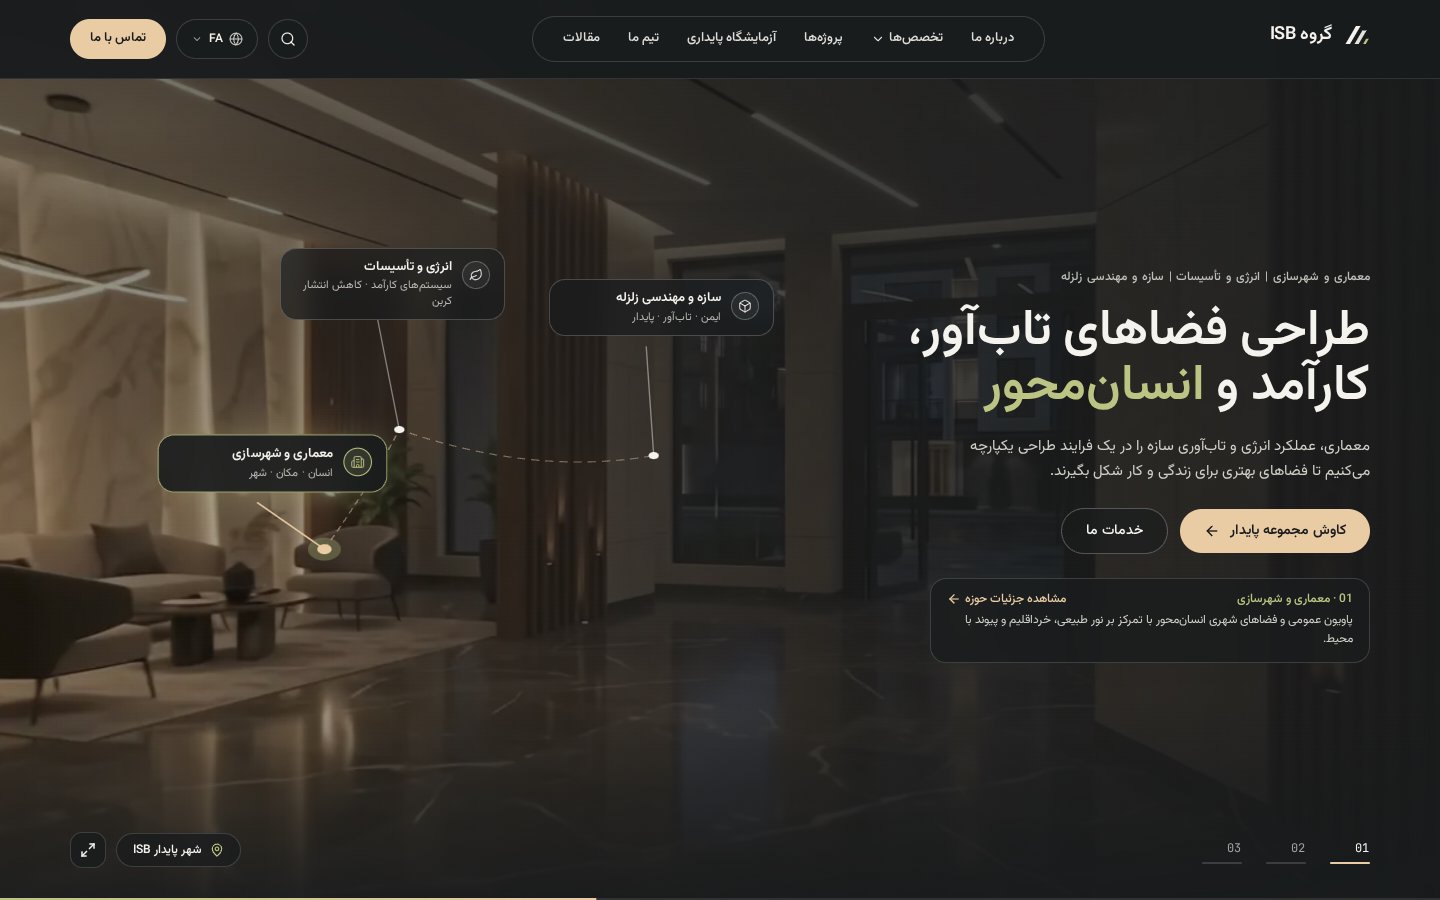 گروه ISB
درباره ما
تخصص‌ها
پروژه‌ها
آزمایشگاه پایداری
تیم ما
مقالات
FA
تماس با ما
معماری و شهرسازی | انرژی و تأسیسات | سازه و مهندسی زلزله
طراحی فضاهای تاب‌آور،
کارآمد و انسان‌محور
معماری، عملکرد انرژی و تاب‌آوری سازه را در یک فرایند طراحی یکپارچه
می‌کنیم تا فضاهای بهتری برای زندگی و کار شکل بگیرند.
کاوش مجموعه پایدار
خدمات ما
01 · معماری و شهرسازی
مشاهده جزئیات حوزه
پاویون عمومی و فضاهای شهری انسان‌محور با تمرکز بر نور طبیعی، خرداقلیم و پیوند با
محیط.
سازه و مهندسی زلزله
ایمن · تاب‌آور · پایدار
انرژی و تأسیسات
سیستم‌های کارآمد · کاهش انتشار
کربن
معماری و شهرسازی
انسان · مکان · شهر
01
02
03
شهر پایدار ISB